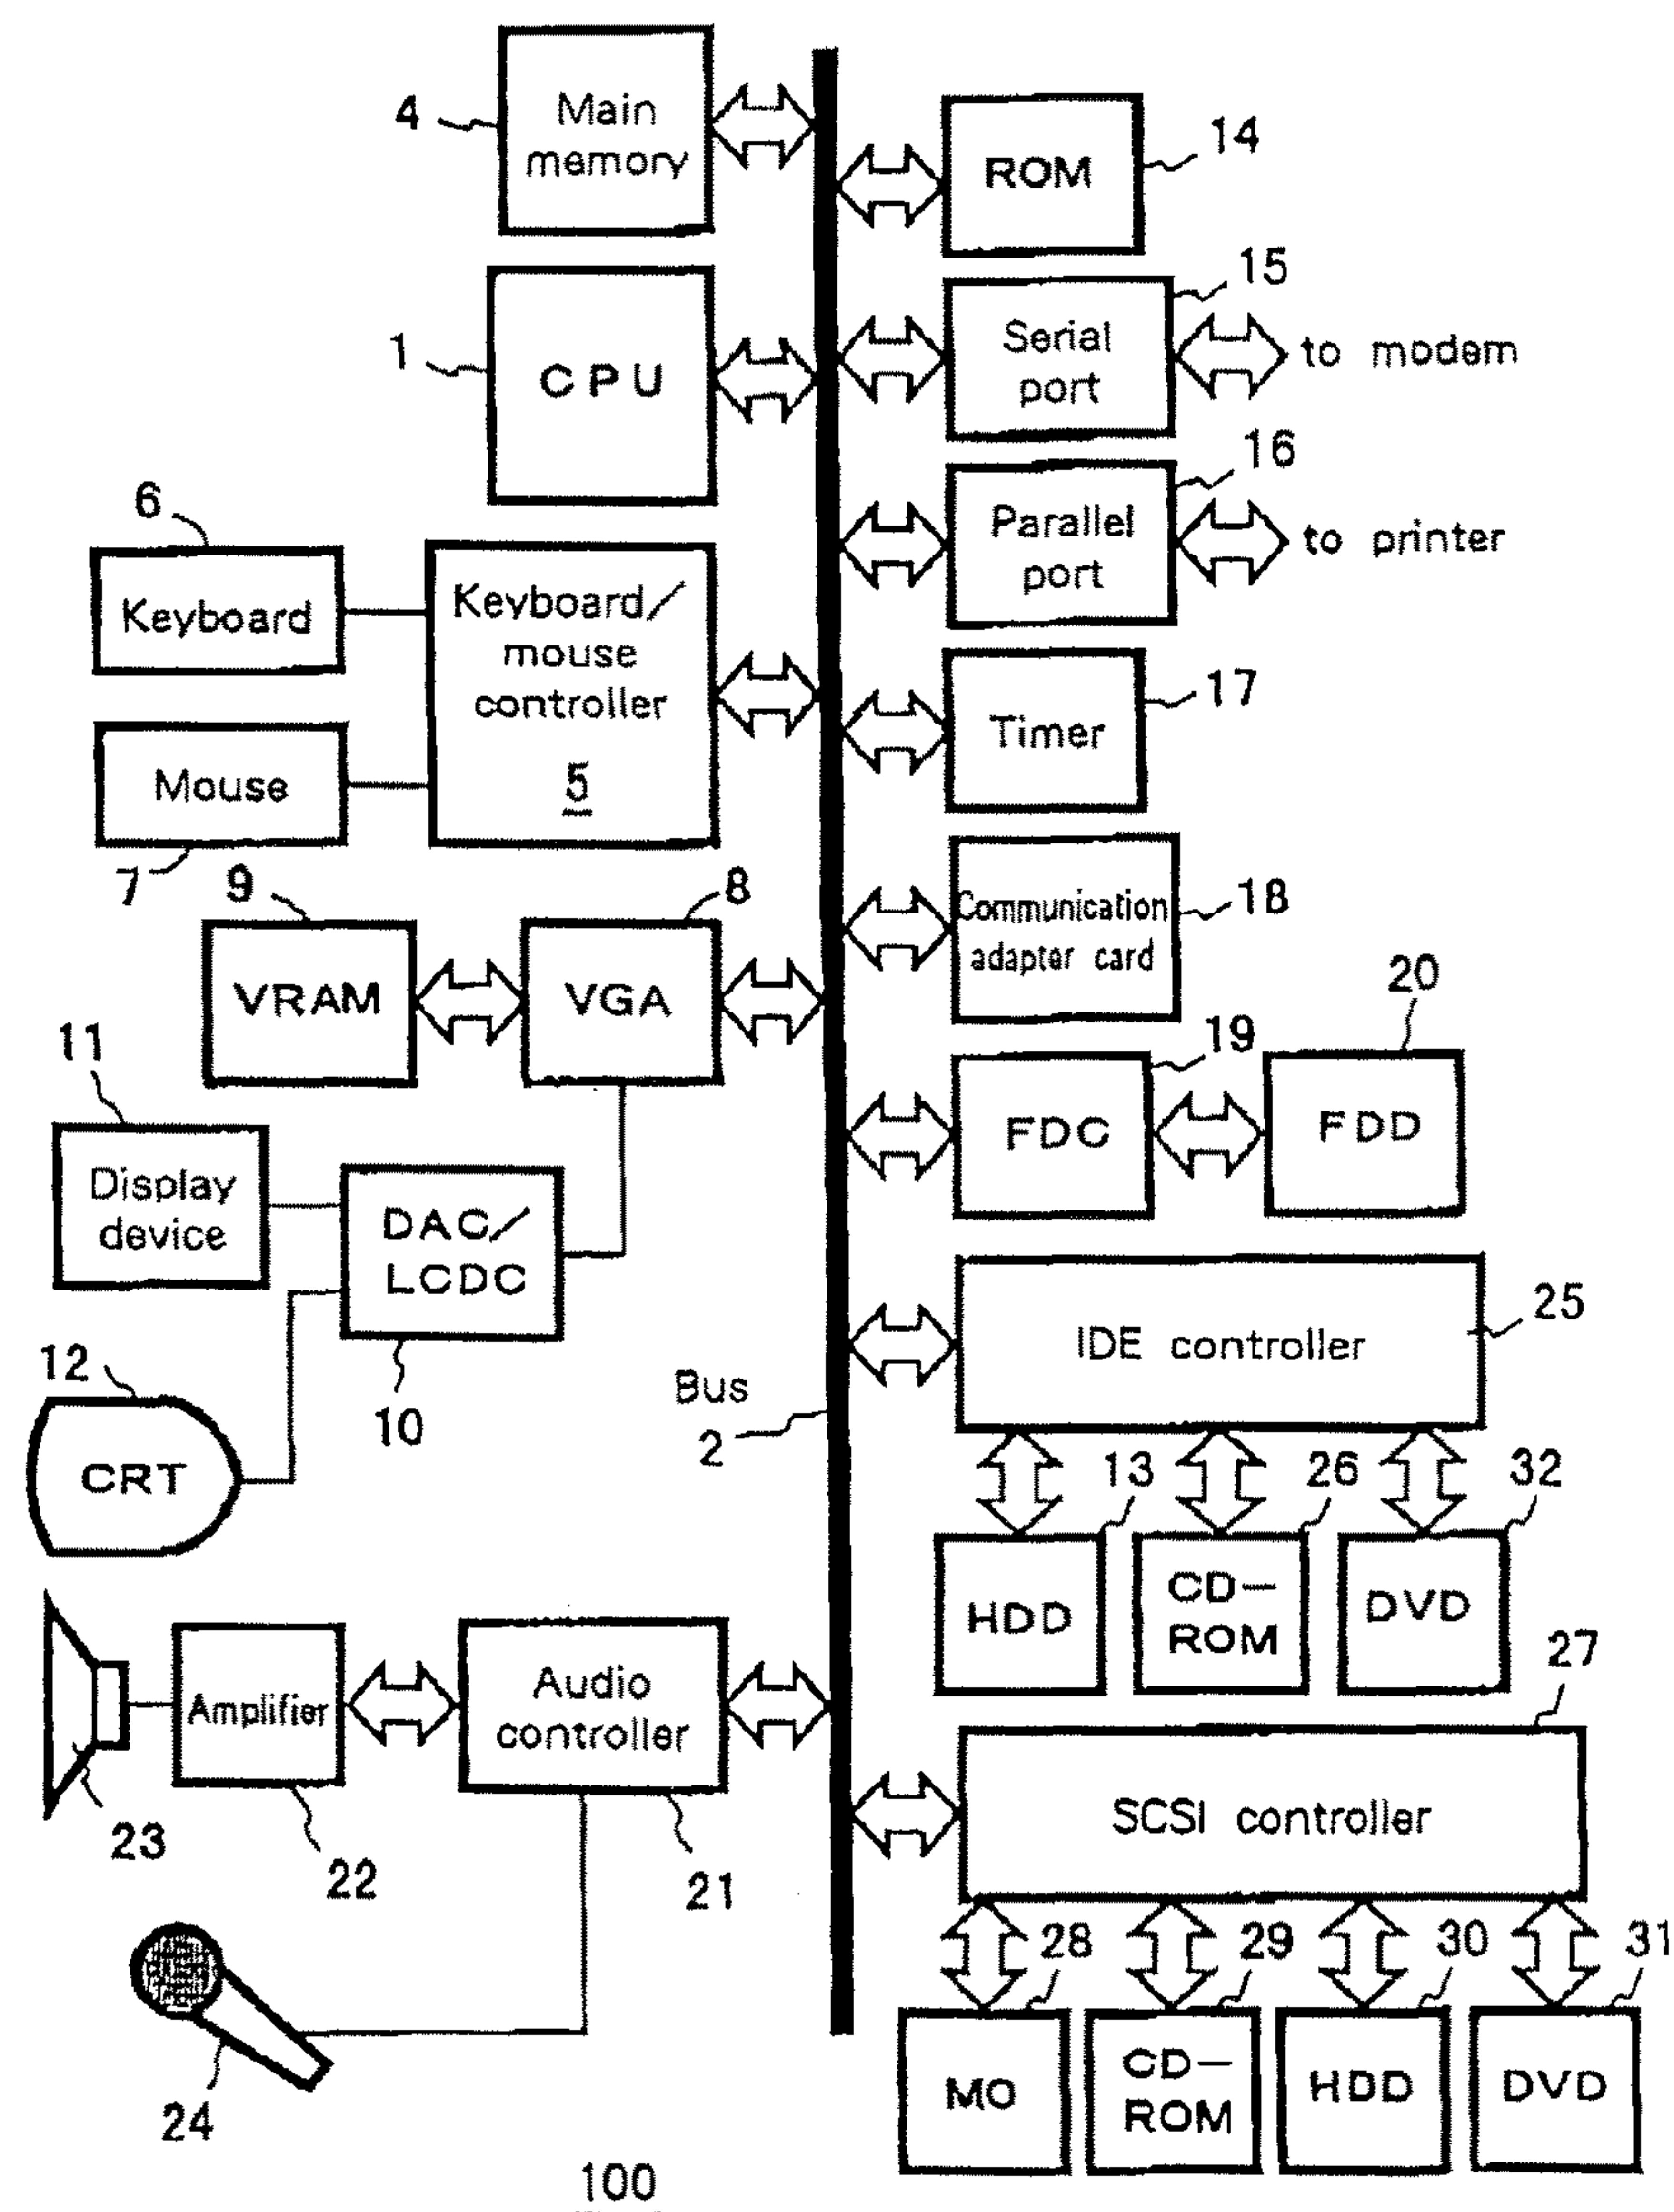 4
Main
memory
ROM
14
1
CPU
15
Serial
port
to modem
16
Parallel
port
to printer
6
Keyboard
Keyboard/
mouse
controller
5
Mouse
7
Timer
17
9
VRAM
8
VGA
Communication
adapter card
18
11
Display
device
DAC/
LCDC
10
19
FDC
20
FDD
12
CRT
Bus
2
IDE controller
25
13
HDD
26
CD-
ROM
32
DVD
23
Amplifier
22
Audio
controller
21
27
SCSI controller
24
28
MO
29
CD-
ROM
30
HDD
31
DVD
100